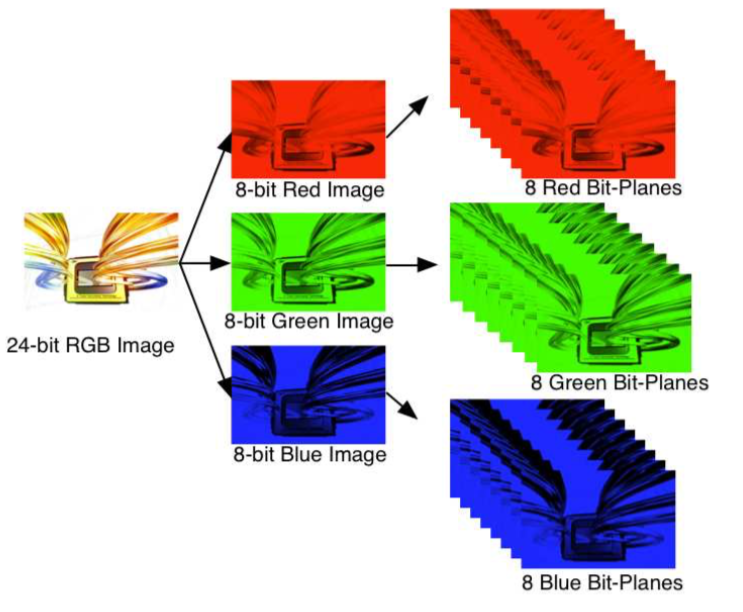 8-bit Red Image
8 Red Bit-Planes
24-bit RGB Image
8-bit Green Image
8 Green Bit-Planes
8-bit Blue Image
8 Blue Bit-Planes